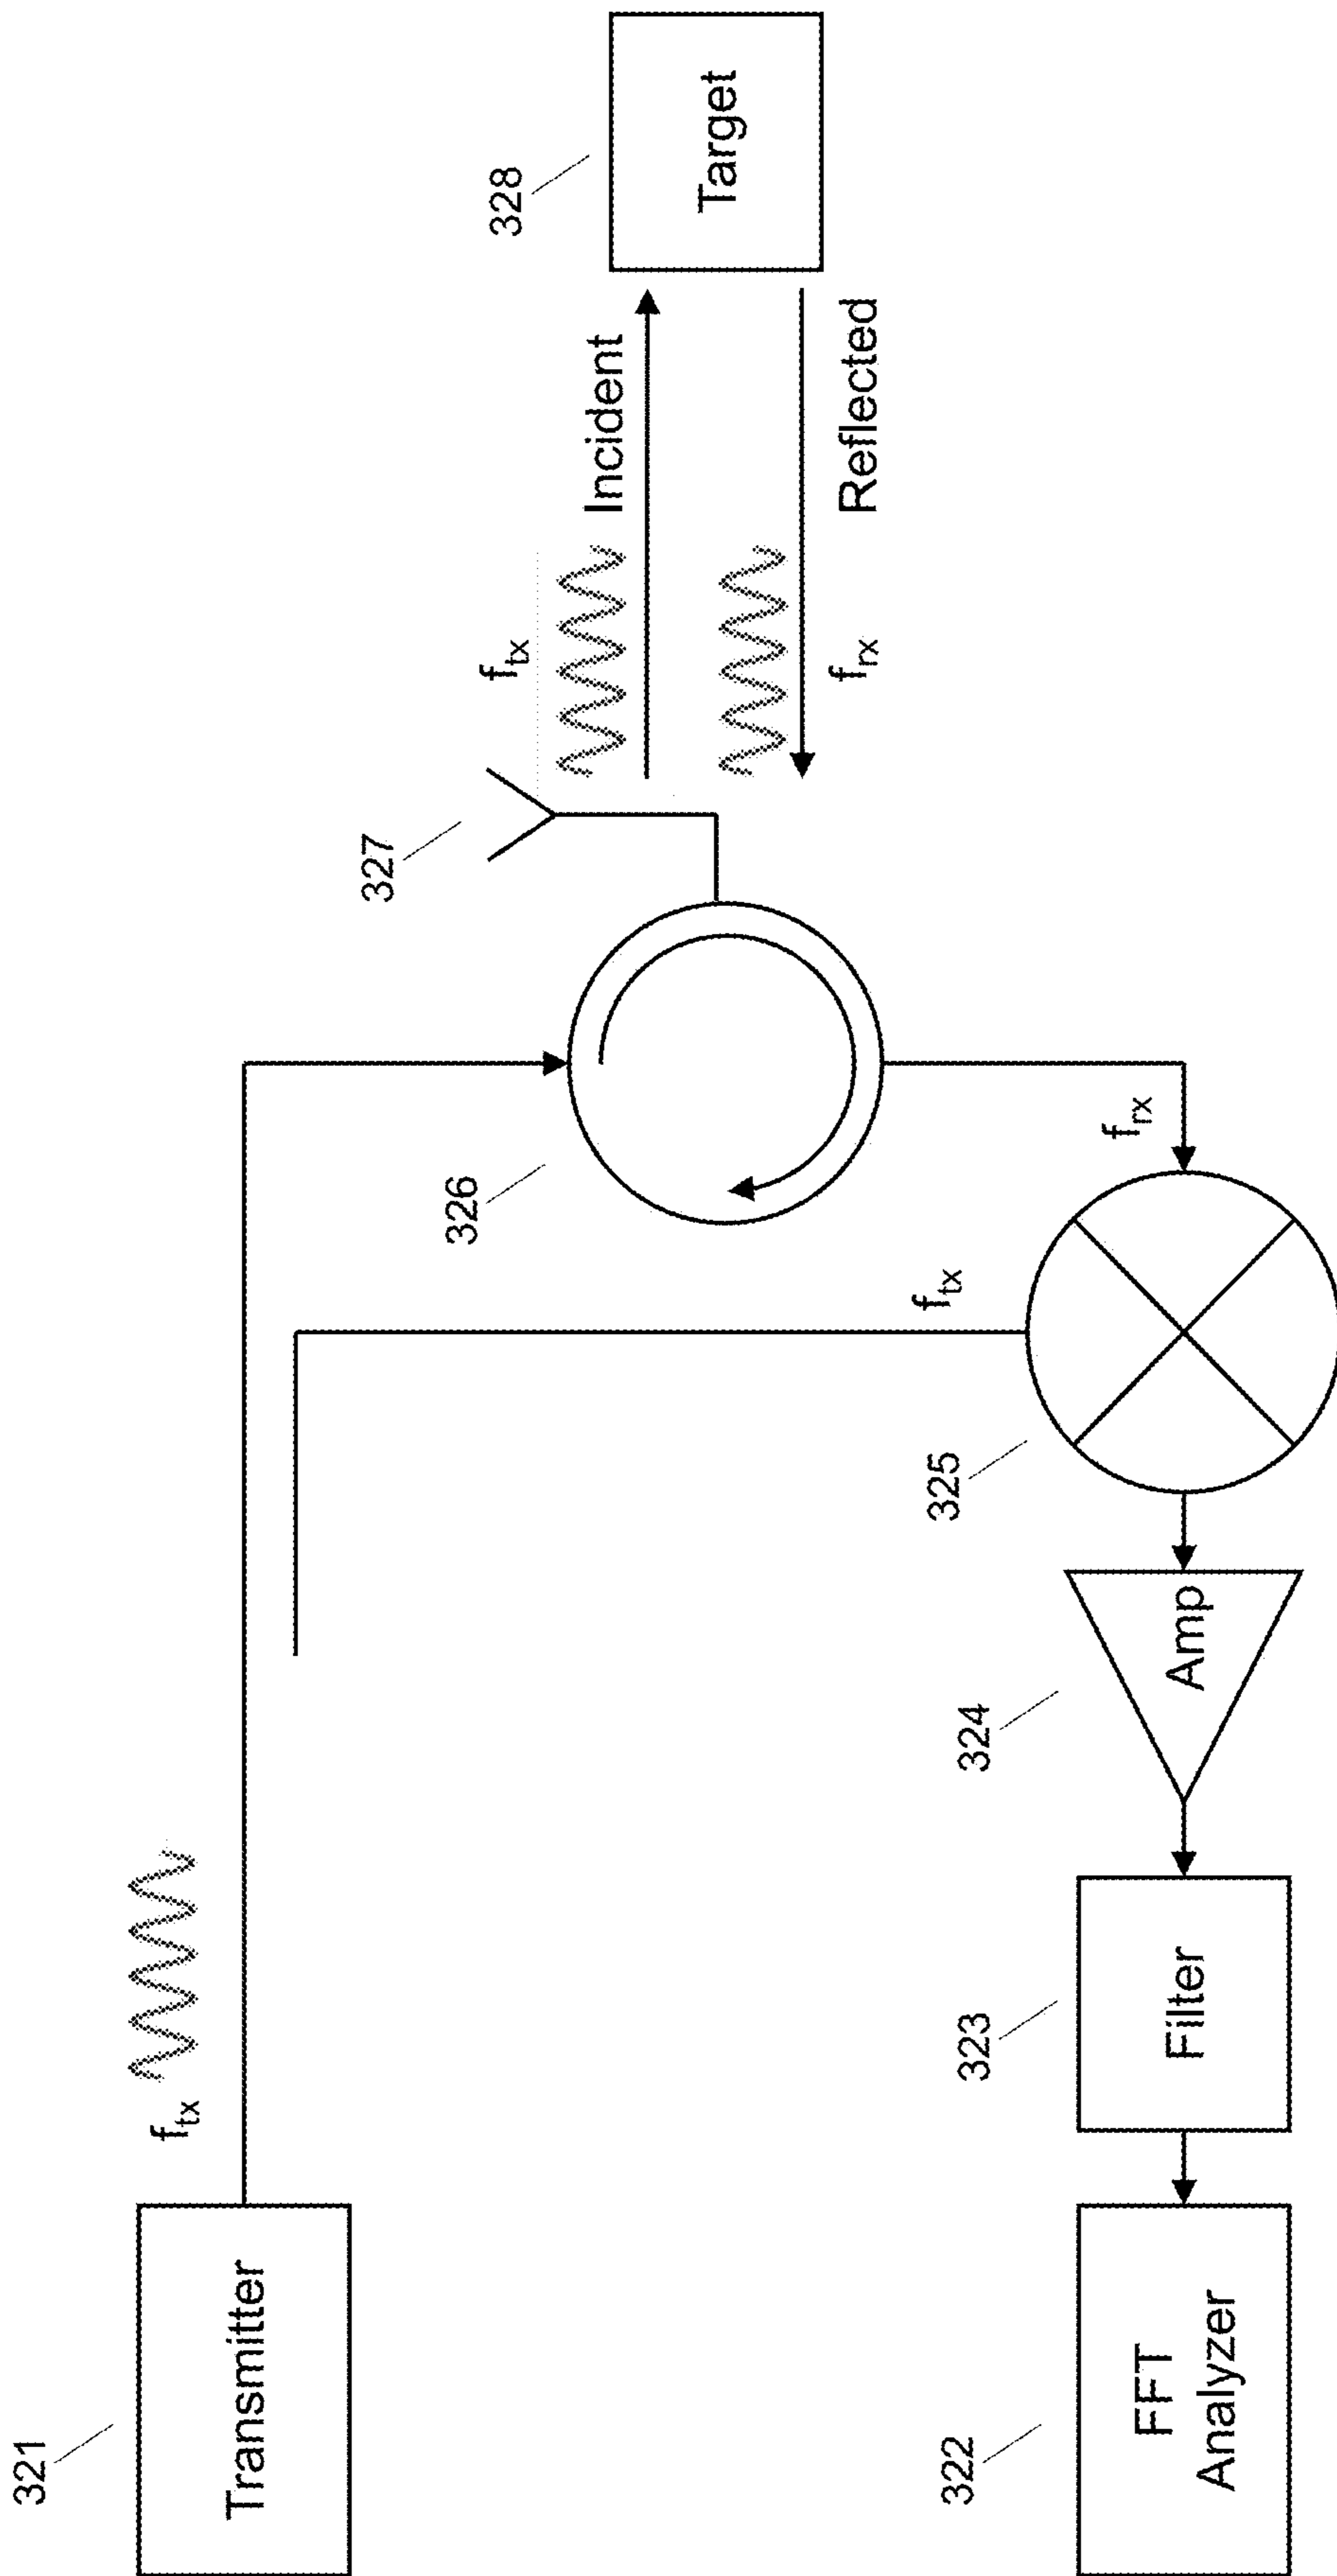 321
Transmitter
f_tx
327
f_tx
328
Incident
Target
326
f_rx
Reflected
f_tx
f_rx
322
FFT
Analyzer
323
Filter
324
Amp
325